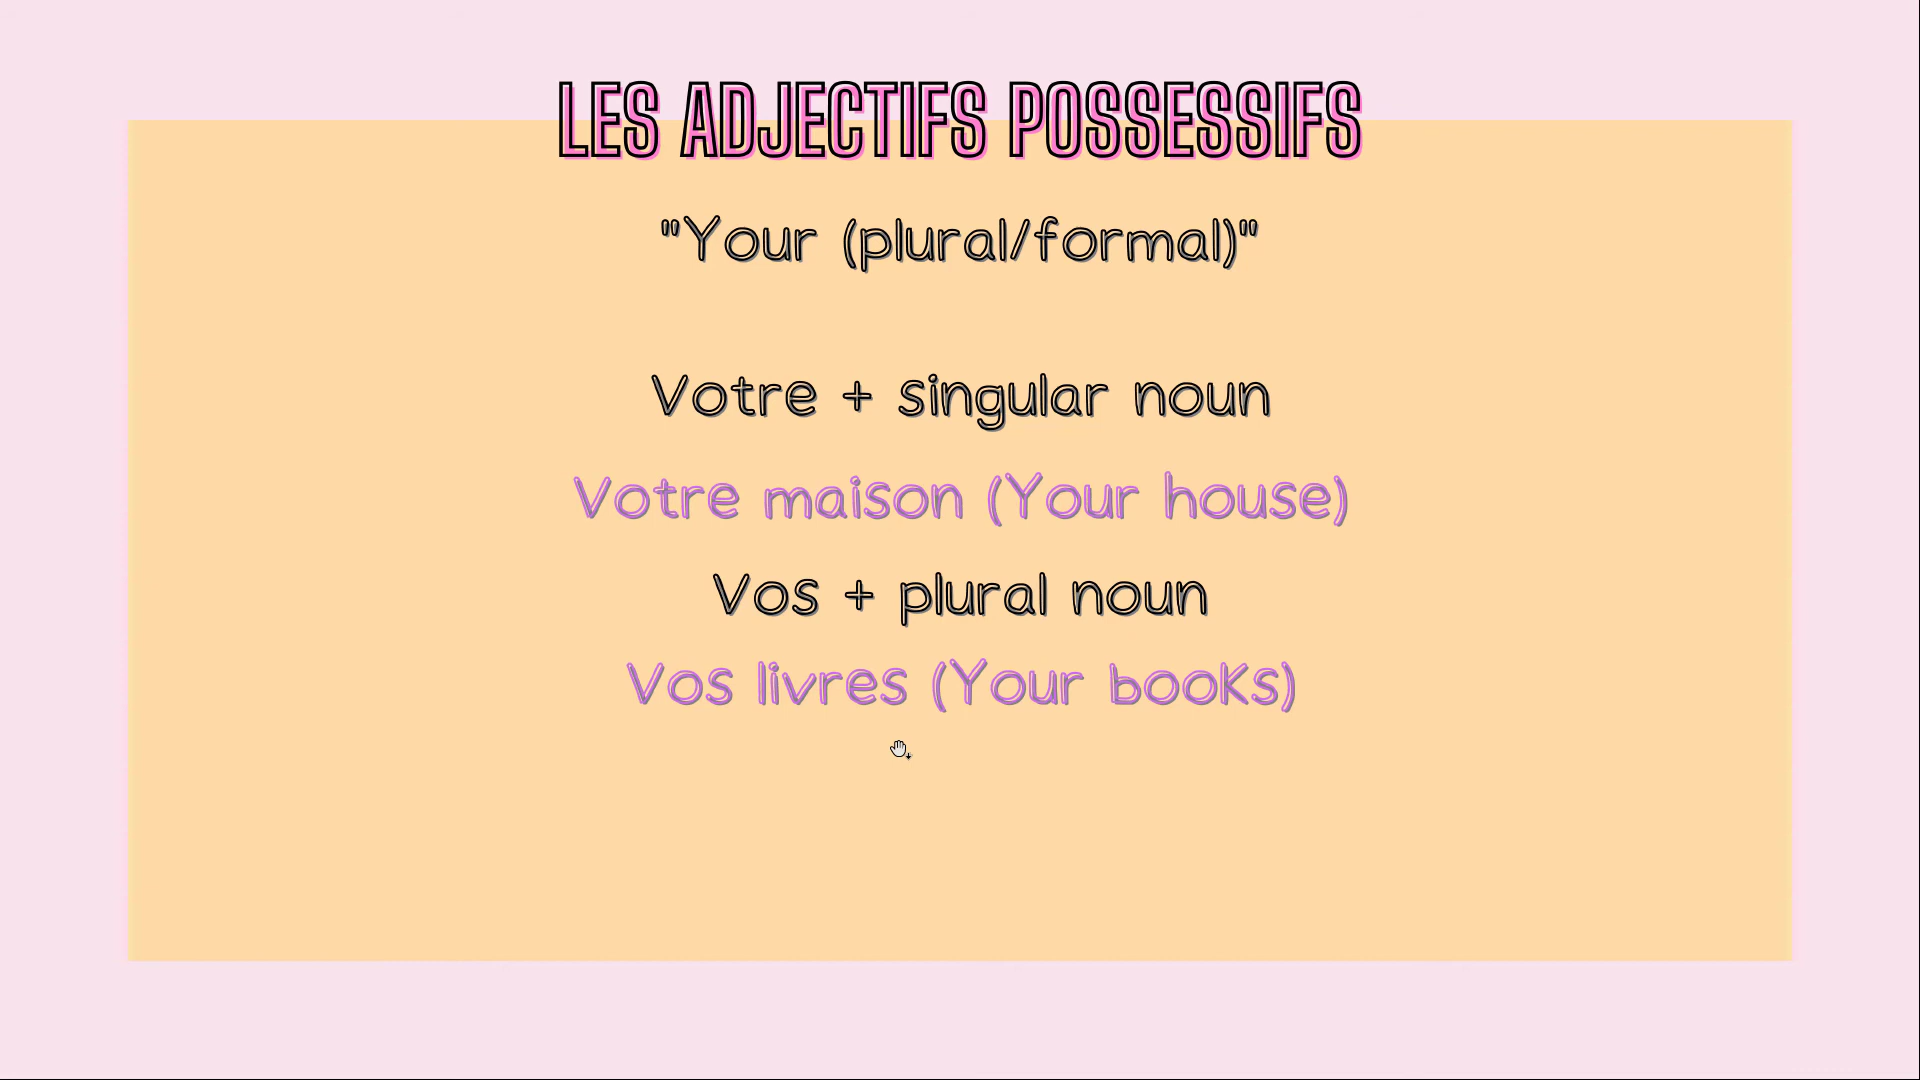 LES ADJECTIFS POSSESSIFS
"Your (plural/formal)"
Votre + singular noun
Votre maison (Your house)
Vos + plural noun
Vos livres (Your books)